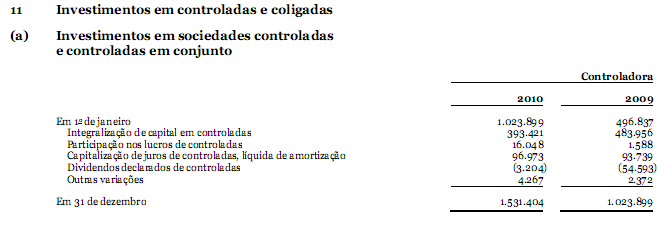 11 Investimentos em controladas e coligadas
(a) Investimentos em sociedades controladas
e controladas em conjunto
Controladora
2010 2009
Em 1º de janeiro 1.023.899 496.837
Integralização de capital em controladas 393.421 483.956
Participação nos lucros de controladas 16.048 1.588
Capitalização de juros de controladas, líquida de amortização 96.973 93.739
Dividendos declarados de controladas (3.204) (54.593)
Outras variações 4.267 2.372
Em 31 de dezembro 1.531.404 1.023.899